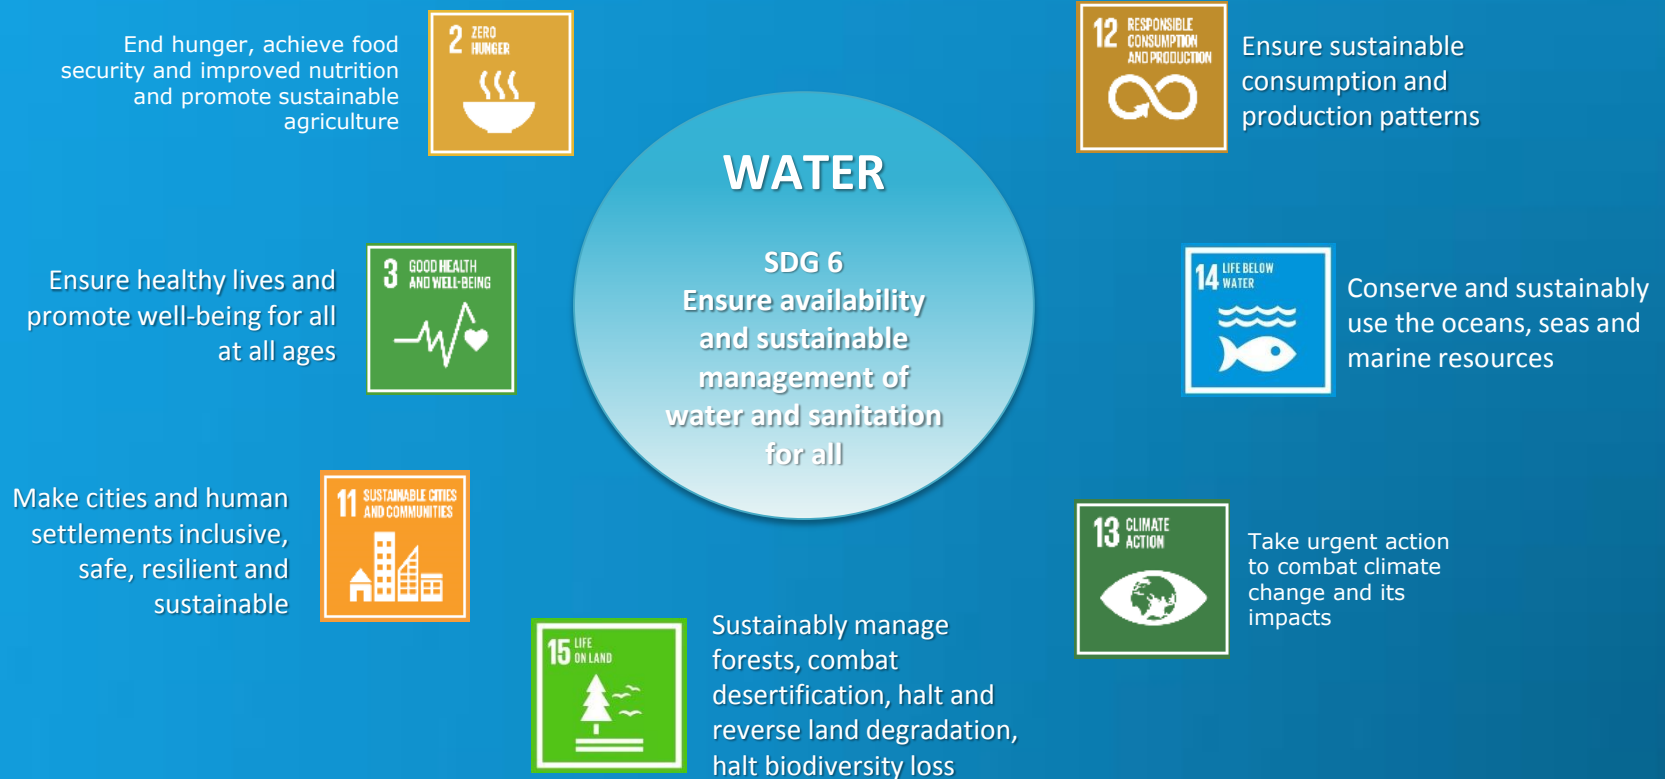 End hunger, achieve food
security and improved nutrition
and promote sustainable
agriculture
2 ZERO
HUNGER
12 RESPONSIBLE
CONSUMPTION
AND PRODUCTION
Ensure sustainable
consumption and
production patterns
WATER
SDG 6
Ensure availability
and sustainable
management of
water and sanitation
for all
Ensure healthy lives and
promote well-being for all
at all ages
3 GOOD HEALTH
AND WELL-BEING
14 LIFE BELOW
WATER
Conserve and sustainably
use the oceans, seas and
marine resources
Make cities and human
settlements inclusive,
safe, resilient and
sustainable
11 SUSTAINABLE CITIES
AND COMMUNITIES
13 CLIMATE
ACTION
Take urgent action
to combat climate
change and its
impacts
15 LIFE
ON LAND
Sustainably manage
forests, combat
desertification, halt and
reverse land degradation,
halt biodiversity loss